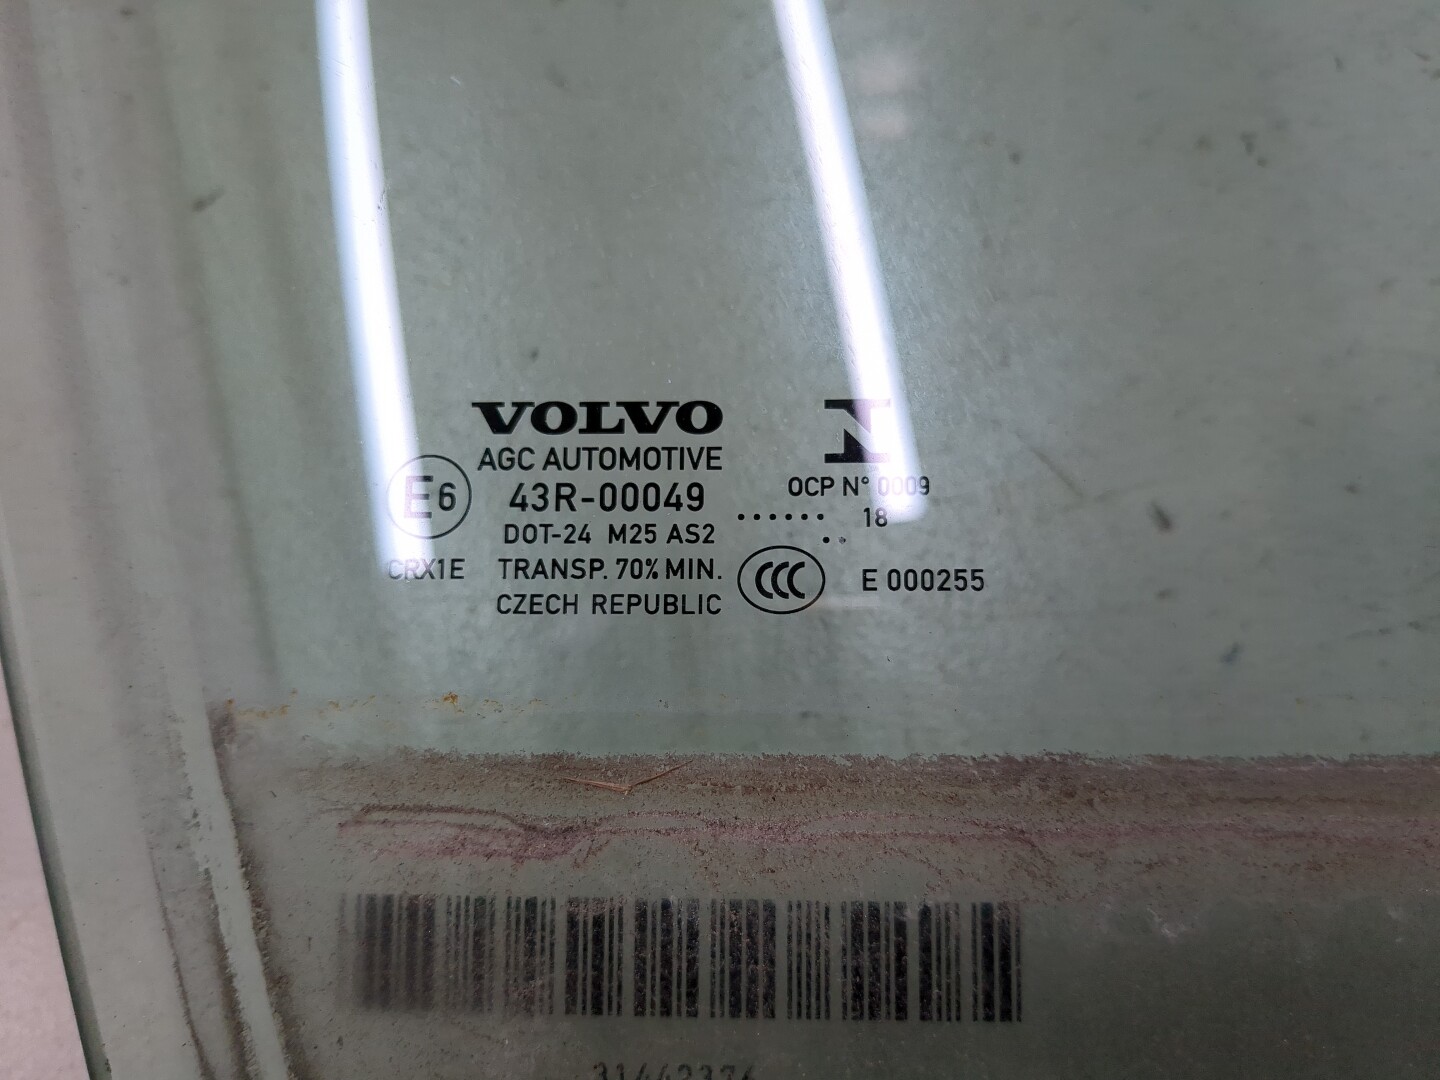 VOLVO
AGC AUTOMOTIVE
E6 43R-00049 OCP N° 0009
DOT-24 M25 AS2 ...... 18
..
CRX1E TRANSP. 70% MIN. CCC E 000255
CZECH REPUBLIC
31442376